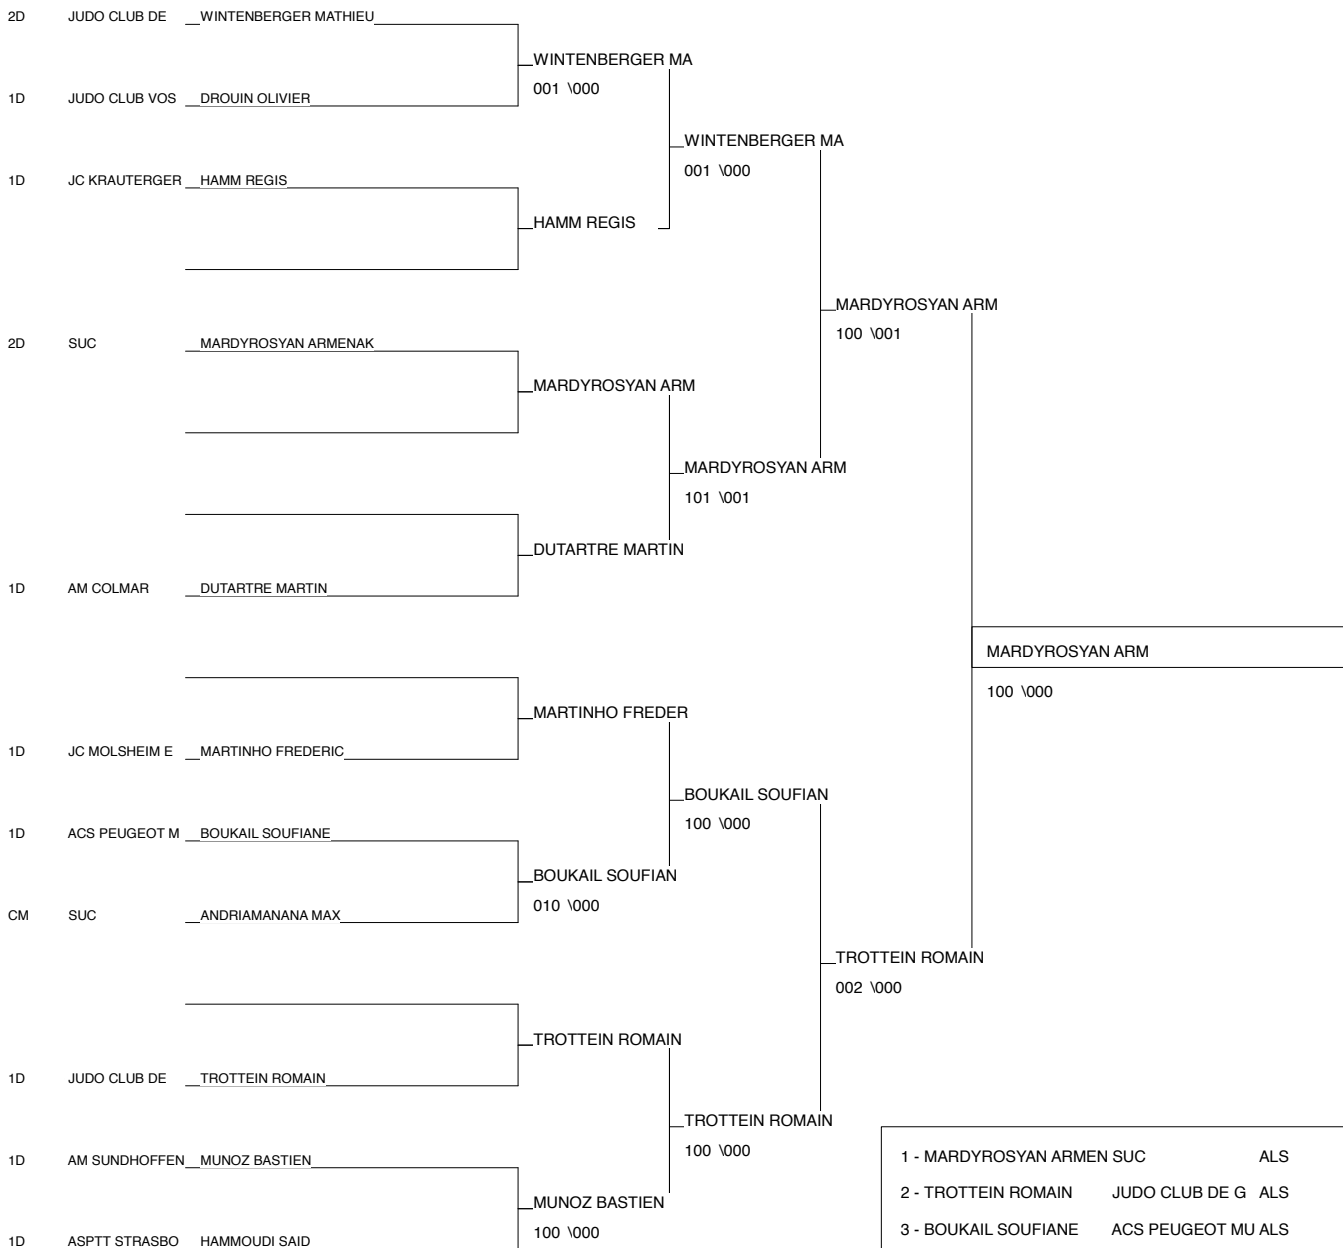 2D JUDO CLUB DE WINTENBERGER MATHIEU
WINTENBERGER MA
001 \000
1D JUDO CLUB VOS DROUIN OLIVIER
WINTENBERGER MA
001 \000
1D JC KRAUTERGER HAMM REGIS
HAMM REGIS
MARDYROSYAN ARM
100 \001
2D SUC MARDYROSYAN ARMENAK
MARDYROSYAN ARM
MARDYROSYAN ARM
101 \001
DUTARTRE MARTIN
1D AM COLMAR DUTARTRE MARTIN
MARDYROSYAN ARM
100 \000
MARTINHO FREDER
1D JC MOLSHEIM E MARTINHO FREDERIC
BOUKAIL SOUFIAN
100 \000
1D ACS PEUGEOT M BOUKAIL SOUFIANE
BOUKAIL SOUFIAN
010 \000
CM SUC ANDRIAMANANA MAX
TROTTEIN ROMAIN
002 \000
TROTTEIN ROMAIN
1D JUDO CLUB DE TROTTEIN ROMAIN
TROTTEIN ROMAIN
100 \000
1D AM SUNDHOFFEN MUNOZ BASTIEN
MUNOZ BASTIEN
100 \000
1D ASPTT STRASBO HAMMOUDI SAID
1 - MARDYROSYAN ARMEN SUC ALS
2 - TROTTEIN ROMAIN JUDO CLUB DE G ALS
3 - BOUKAIL SOUFIANE ACS PEUGEOT MU ALS